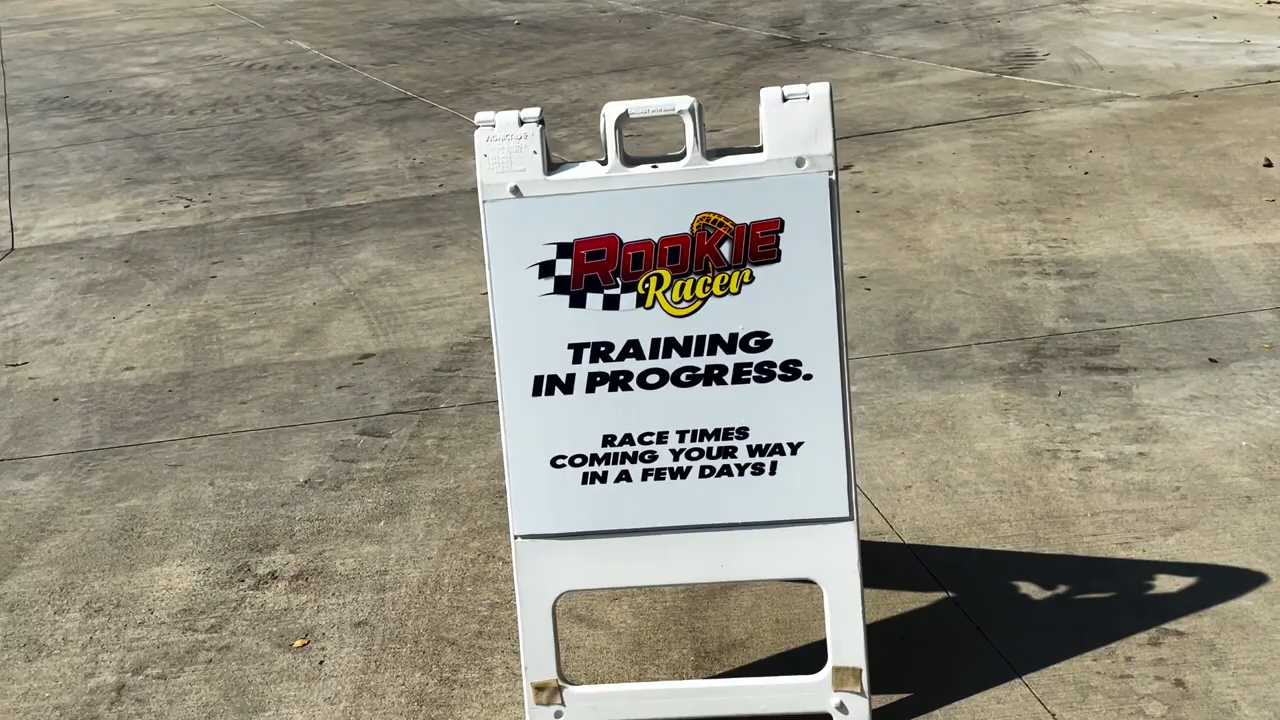 ROOKIE
Racer
TRAINING
IN PROGRESS.
RACE TIMES
COMING YOUR WAY
IN A FEW DAYS!